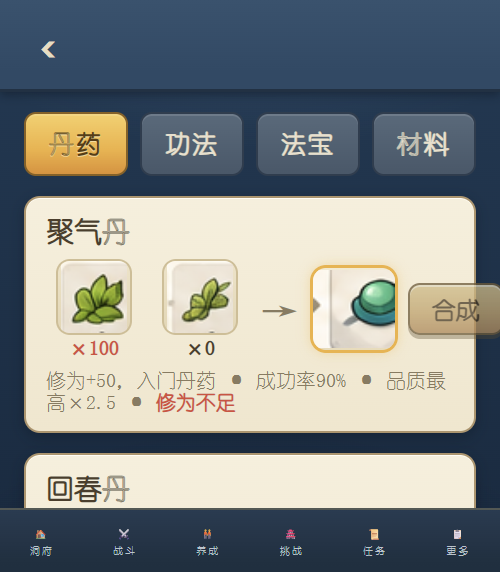 丹药 功法 法宝 材料
聚气丹
×100 ×0 合成
修为+50, 入门丹药 • 成功率90% • 品质最
高×2.5 • 修为不足
回春丹
洞府 战斗 养成 挑战 任务 更多